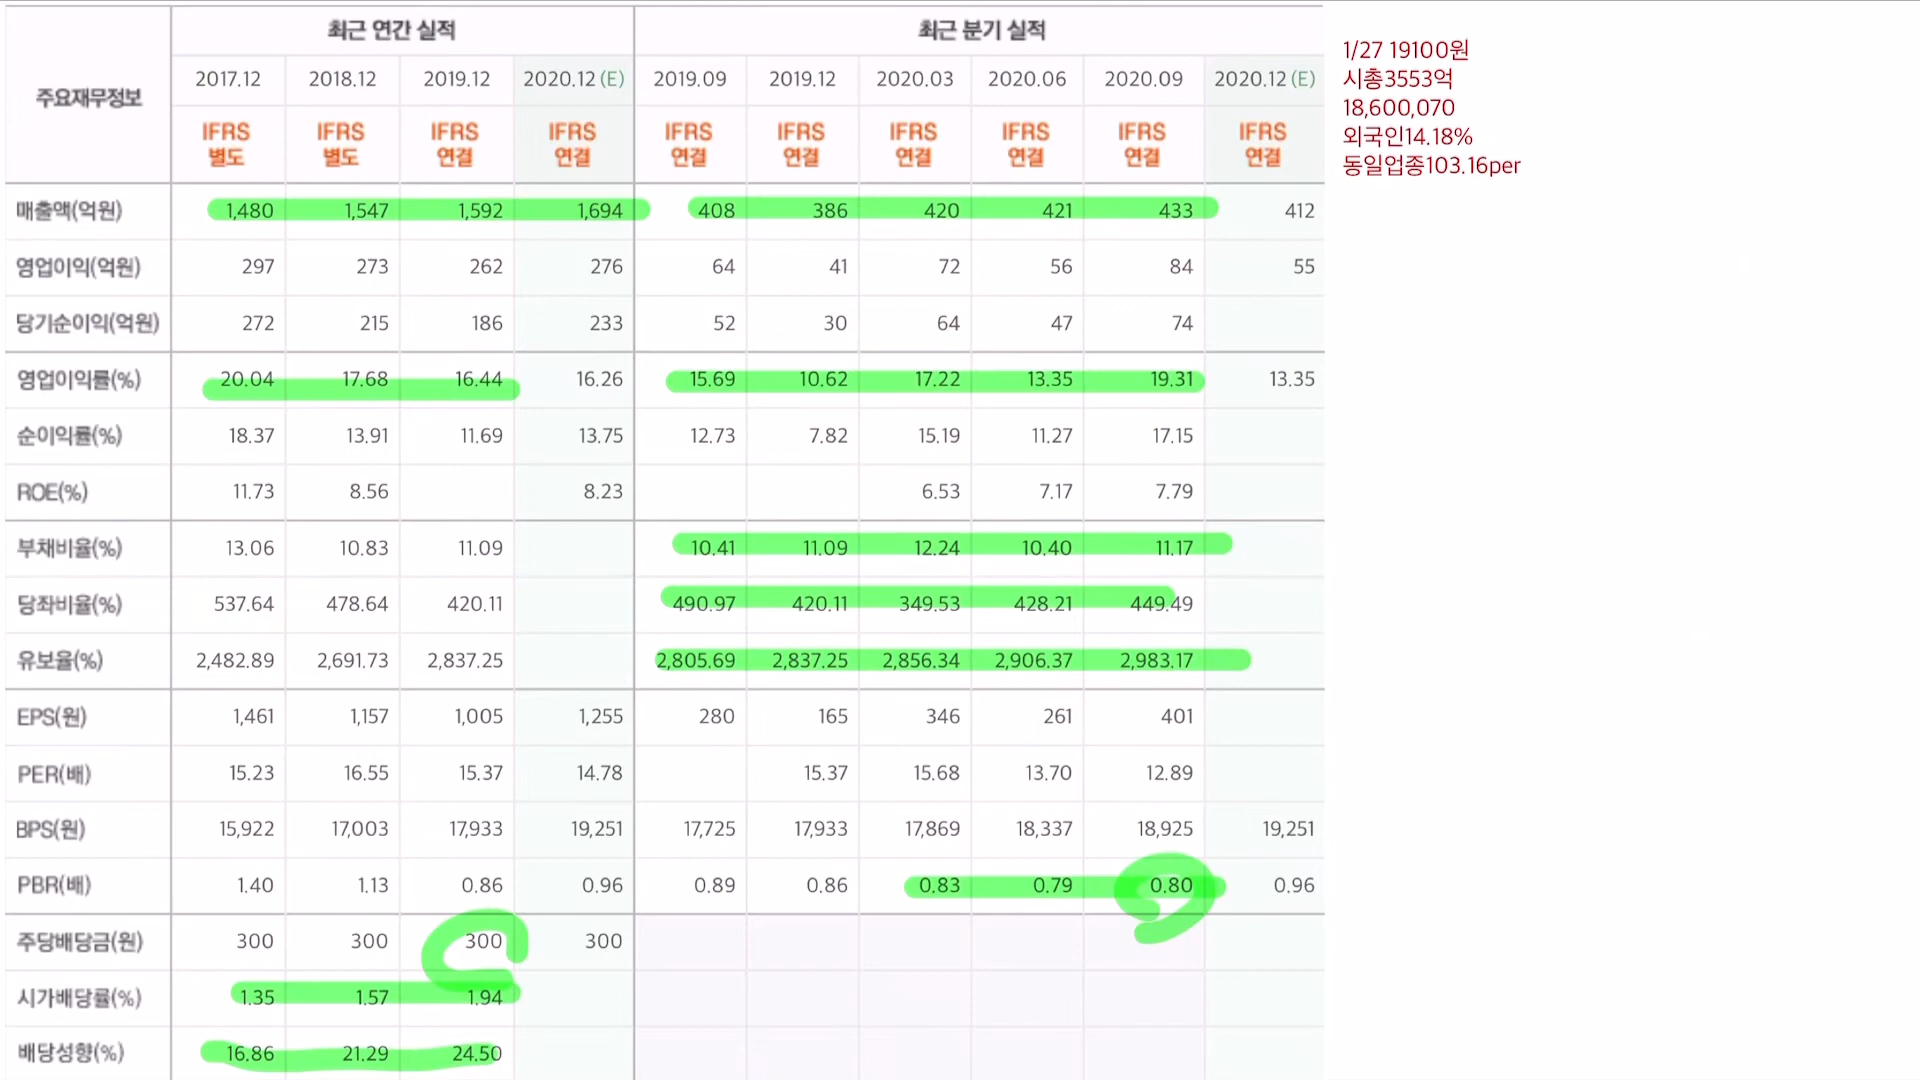 최근 연간 실적 최근 분기 실적
주요재무정보 2017.12 2018.12 2019.12 2020.12 (E) 2019.09 2019.12 2020.03 2020.06 2020.09 2020.12 (E)
IFRS 별도 IFRS 별도 IFRS 연결 IFRS 연결 IFRS 연결 IFRS 연결 IFRS 연결 IFRS 연결 IFRS 연결 IFRS 연결
매출액(억원) 1,480 1,547 1,592 1,694 408 386 420 421 433 412
영업이익(억원) 297 273 262 276 64 41 72 56 84 55
당기순이익(억원) 272 215 186 233 52 30 64 47 74
영업이익률(%) 20.04 17.68 16.44 16.26 15.69 10.62 17.22 13.35 19.31 13.35
순이익률(%) 18.37 13.91 11.69 13.75 12.73 7.82 15.19 11.27 17.15
ROE(%) 11.73 8.56 8.23 6.53 7.17 7.79
부채비율(%) 13.06 10.83 11.09 10.41 11.09 12.24 10.40 11.17
당좌비율(%) 537.64 478.64 420.11 490.97 420.11 349.53 428.21 449.49
유보율(%) 2,482.89 2,691.73 2,837.25 2,805.69 2,837.25 2,856.34 2,906.37 2,983.17
EPS(원) 1,461 1,157 1,005 1,255 280 165 346 261 401
PER(배) 15.23 16.55 15.37 14.78 15.37 15.68 13.70 12.89
BPS(원) 15,922 17,003 17,933 19,251 17,725 17,933 17,869 18,337 18,925 19,251
PBR(배) 1.40 1.13 0.86 0.96 0.89 0.86 0.83 0.79 0.80 0.96
주당배당금(원) 300 300 300 300
시가배당률(%) 1.35 1.57 1.94
배당성향(%) 16.86 21.29 24.50
1/27 19100원
시총3553억
18,600,070
외국인14.18%
동일업종103.16per